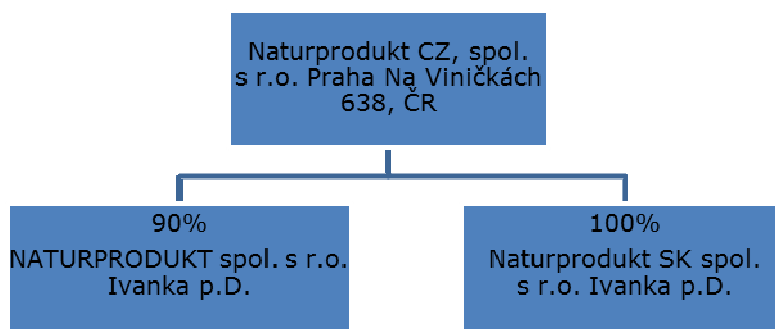 Naturprodukt CZ, spol.
s r.o. Praha Na Viničkách
638, ČR
90%
NATURPRODUKT spol. s r.o.
Ivanka p.D.
100%
Naturprodukt SK spol.
s r.o. Ivanka p.D.